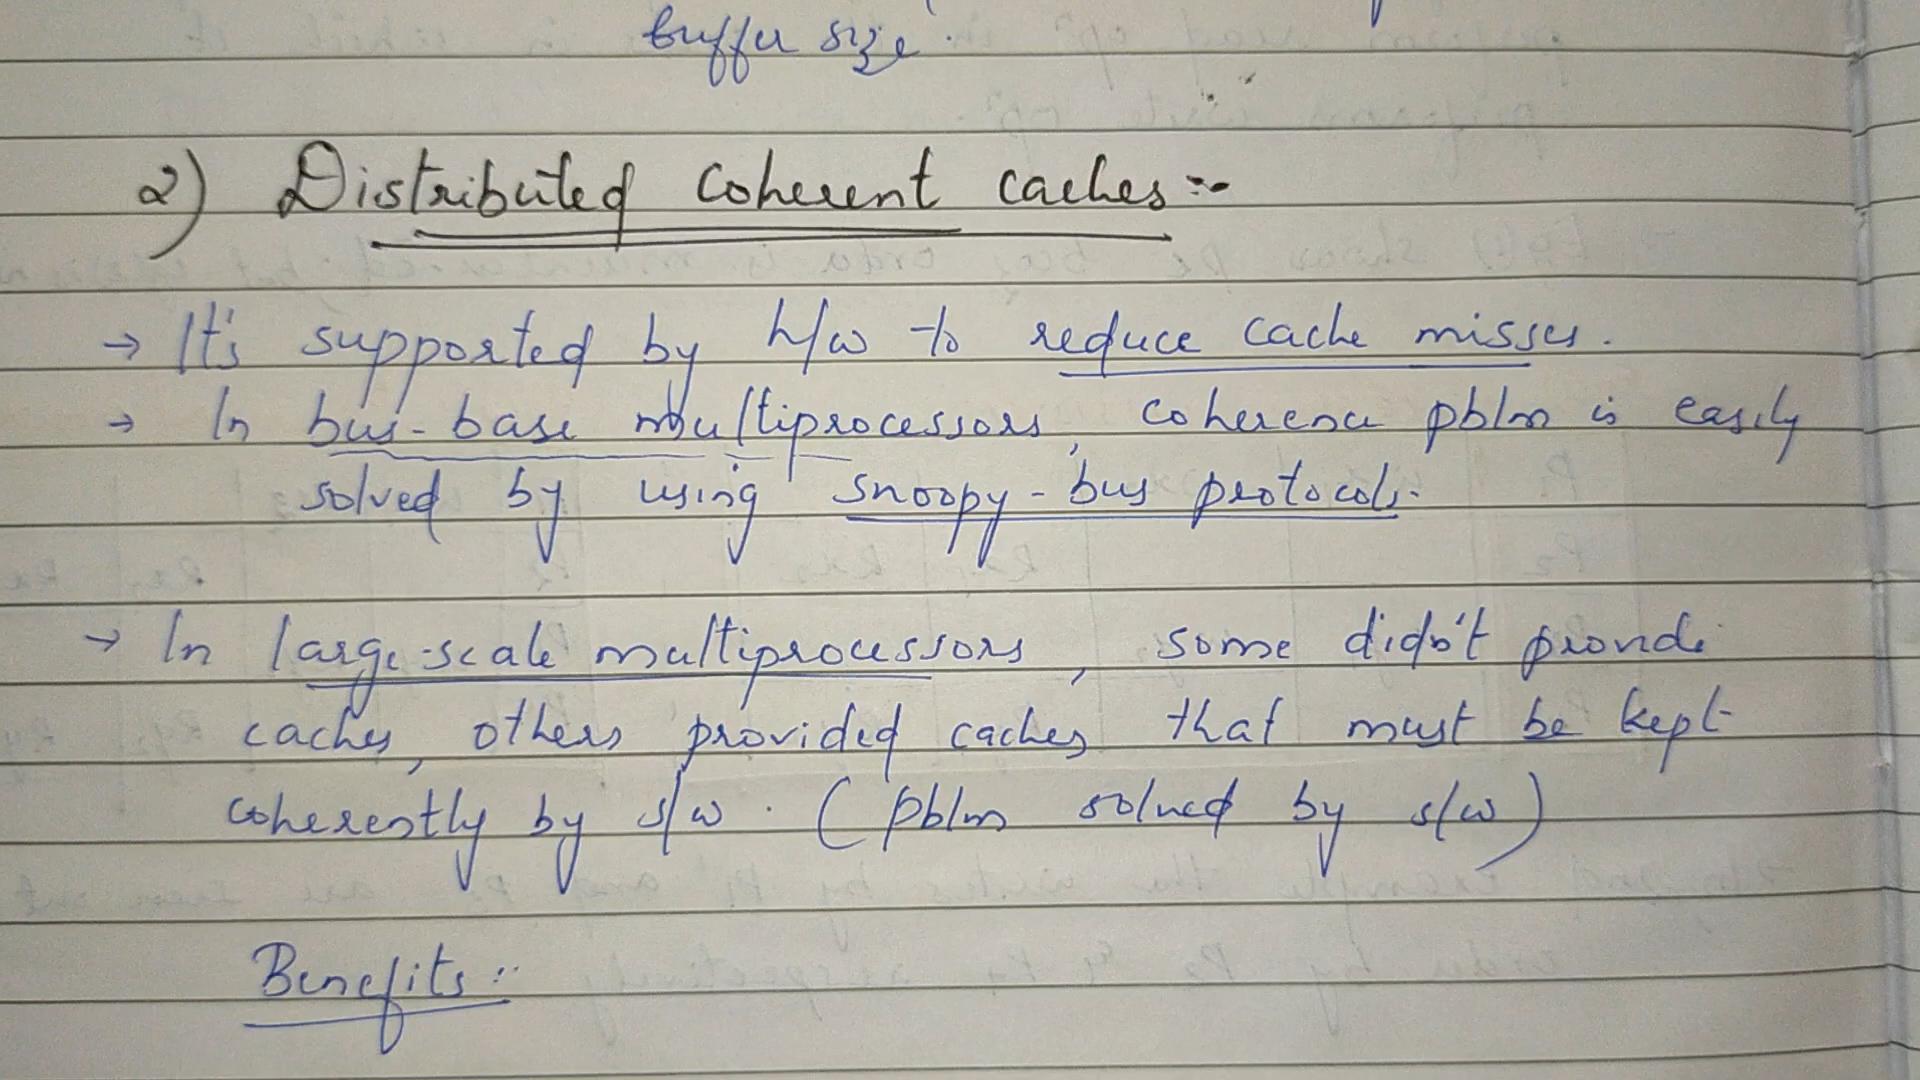 buffer size.
2) Distributed coherent caches:-
→ It's supported by h/w to reduce cache misses.
→ In bus-base multiprocessors, coherence pblm is easily
solved by using snoopy-bus protocols.
→ In large-scale multiprocessors, some didn't provide
caches, others provided caches that must be kept
coherently by s/w. (pblm solved by s/w)
Benefits:-